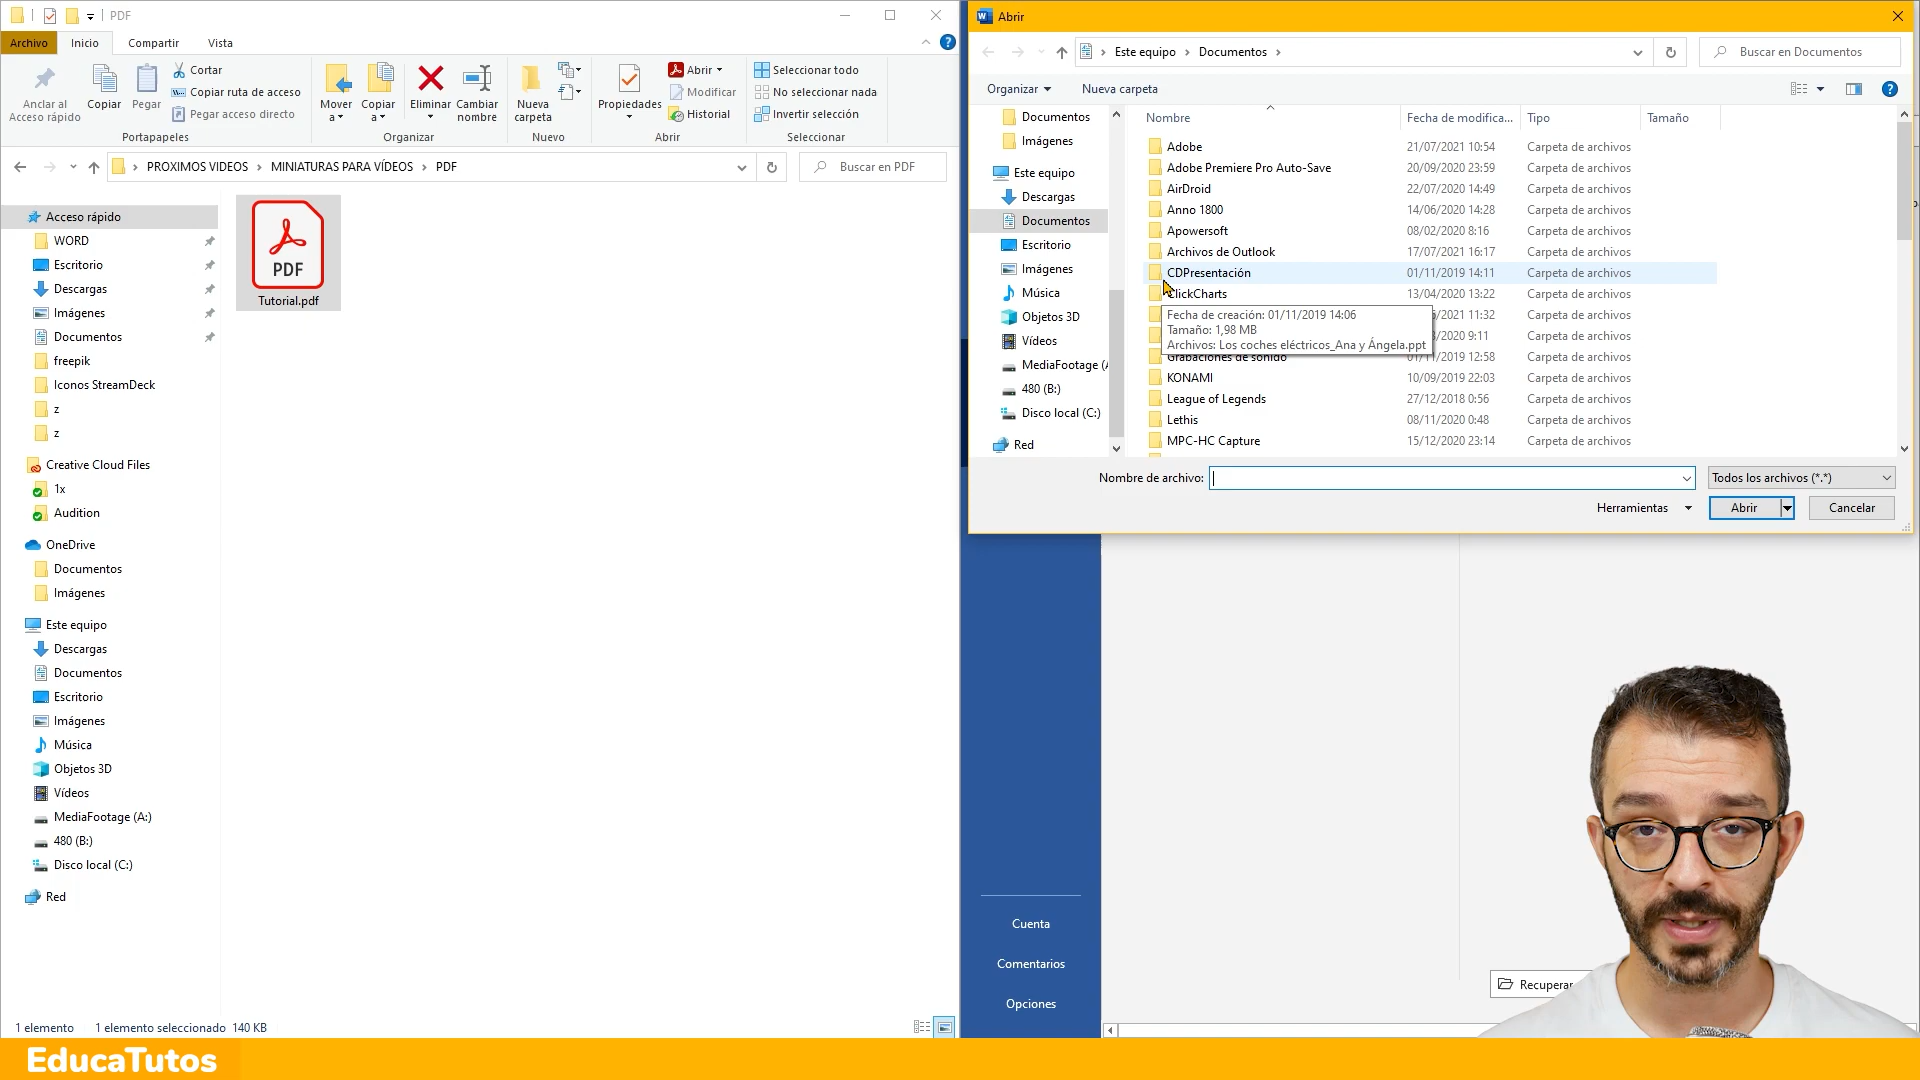 PDF
Archivo
Inicio
Compartir
Vista
Anclar al
Acceso rápido
Copiar
Pegar
Cortar
Copiar ruta de acceso
Pegar acceso directo
Portapapeles
Mover
a
Copiar
a
Eliminar
Cambiar
nombre
Organizar
Nueva
carpeta
Nuevo
Propiedades
Abrir
Modificar
Historial
Abrir
Seleccionar todo
No seleccionar nada
Invertir selección
Seleccionar
PROXIMOS VIDEOS
MINIATURAS PARA VÍDEOS
PDF
Buscar en PDF
Acceso rápido
WORD
Escritorio
Descargas
Imágenes
Documentos
freepik
Iconos StreamDeck
z
z
Creative Cloud Files
1x
Audition
OneDrive
Documentos
Imágenes
Este equipo
Descargas
Documentos
Escritorio
Imágenes
Música
Objetos 3D
Vídeos
MediaFootage (A:)
480 (B:)
Disco local (C:)
Red
PDF
Tutorial.pdf
1 elemento
1 elemento seleccionado 140 KB
Abrir
Este equipo
Documentos
Buscar en Documentos
Organizar
Nueva carpeta
Documentos
Imágenes
Este equipo
Descargas
Documentos
Escritorio
Imágenes
Música
Objetos 3D
Vídeos
MediaFootage (A
480 (B:)
Disco local (C:)
Red
Nombre Fecha de modifica... Tipo Tamaño
Adobe 21/07/2021 10:54 Carpeta de archivos
Adobe Premiere Pro Auto-Save 20/09/2020 23:59 Carpeta de archivos
AirDroid 22/07/2020 14:49 Carpeta de archivos
Anno 1800 14/06/2020 14:28 Carpeta de archivos
Apowersoft 08/02/2020 8:16 Carpeta de archivos
Archivos de Outlook 17/07/2021 16:17 Carpeta de archivos
CDPresentación 01/11/2019 14:11 Carpeta de archivos
ClickCharts 13/04/2020 13:22 Carpeta de archivos
/2021 11:32 Carpeta de archivos
/2020 9:11 Carpeta de archivos
Fecha de creación: 01/11/2019 14:06
Tamaño: 1,98 MB
Archivos: Los coches eléctricos_Ana y Ángela.ppt
Grabaciones de sonido 01/11/2019 12:58 Carpeta de archivos
KONAMI 10/09/2019 22:03 Carpeta de archivos
League of Legends 27/12/2018 0:56 Carpeta de archivos
Lethis 08/11/2020 0:48 Carpeta de archivos
MPC-HC Capture 15/12/2020 23:14 Carpeta de archivos
Nombre de archivo:
Todos los archivos (*.*)
Herramientas
Abrir
Cancelar
Cuenta
Comentarios
Opciones
Recuperar
EducaTutos